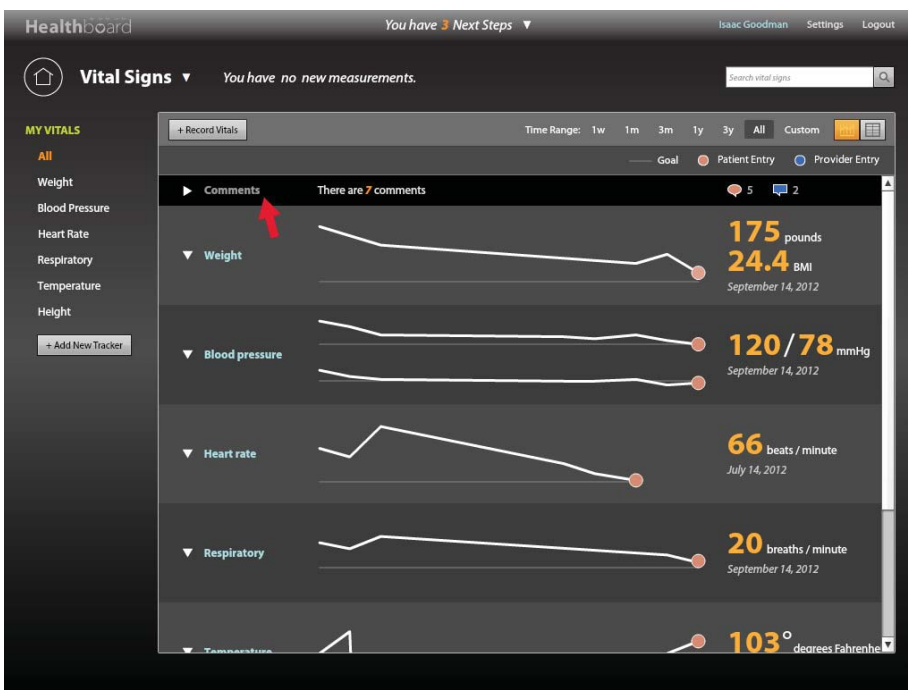 Healthboard
You have 3 Next Steps ▼
Isaac Goodman Settings Logout
Vital Signs ▼
You have no new measurements.
Search vital signs
MY VITALS
All
Weight
Blood Pressure
Heart Rate
Respiratory
Temperature
Height
+ Add New Tracker
+ Record Vitals
Time Range: 1w 1m 3m 1y 3y All Custom
Goal Patient Entry Provider Entry
Comments There are 7 comments 5 2
Weight
175 pounds
24.4 BMI
September 14, 2012
Blood pressure
120/78 mmHg
September 14, 2012
Heart rate
66 beats / minute
July 14, 2012
Respiratory
20 breaths / minute
September 14, 2012
Temperature
103° degrees Fahrenhe